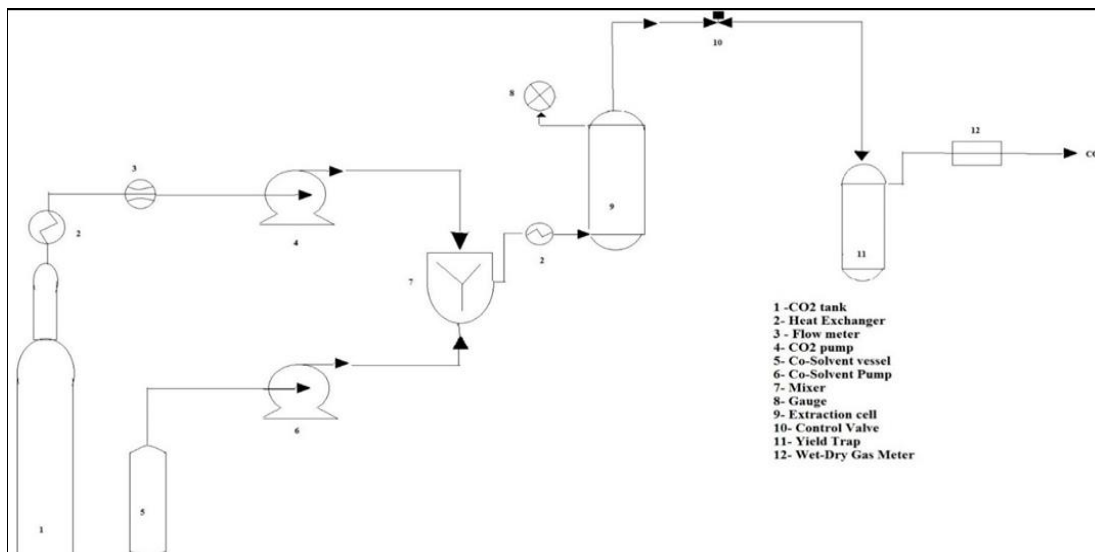 10
8
12
3
CO
9
2
4
2
11
7
1 -CO2 tank
2- Heat Exchanger
3 - Flow meter
4- CO2 pump
5- Co-Solvent vessel
6- Co-Solvent Pump
7- Mixer
8- Gauge
9- Extraction cell
10- Control Valve
11- Yield Trap
12- Wet-Dry Gas Meter
6
5
1